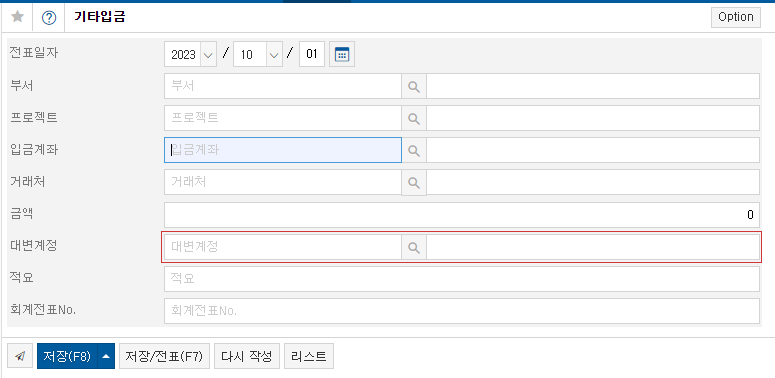 기타입금 Option
전표일자 2023 / 10 / 01
부서 부서
프로젝트 프로젝트
입금계좌 입금계좌
거래처 거래처
금액 0
대변계정 대변계정
적요 적요
회계전표No. 회계전표No.
저장(F8) 저장/전표(F7) 다시 작성 리스트